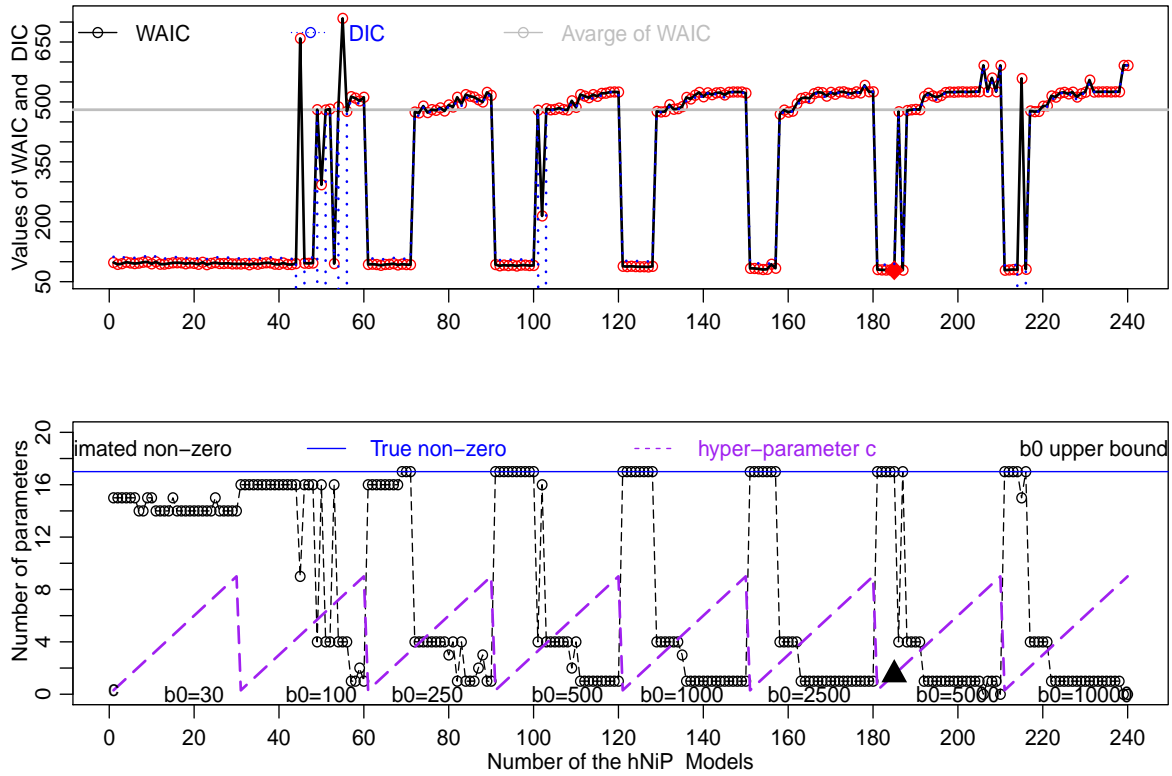 Values of WAIC and  DIC
650
500
350
200
50
WAIC
DIC
Avarge of WAIC
0 20 40 60 80 100 120 140 160 180 200 220 240
Number of parameters
20
16
12
8
4
0
imated non−zero
True non−zero
hyper−parameter c
b0 upper bound
c
b0=30
b0=100
b0=250
b0=500
b0=1000
b0=2500
b0=5000
b0=10000
0 20 40 60 80 100 120 140 160 180 200 220 240
Number of the hNiP  Models